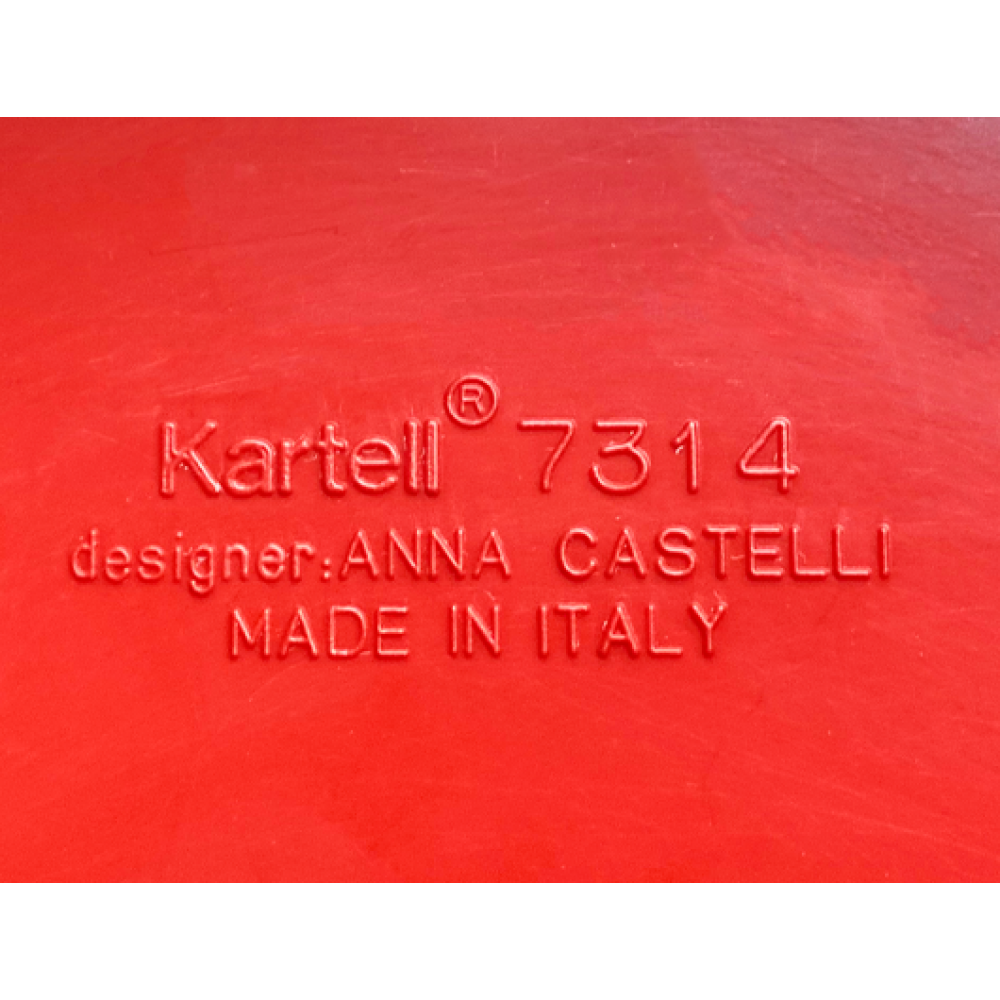 Kartell® 7314
designer: ANNA CASTELLI
MADE IN ITALY